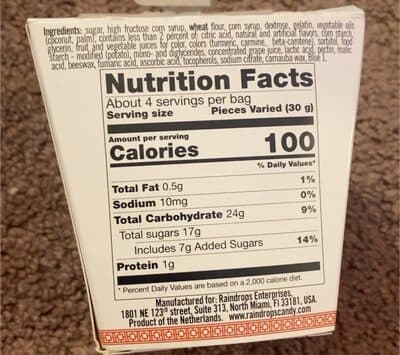 Ingredients: sugar, high fructose corn syrup, wheat flour, corn syrup, dextrose, gelatin, vegetable oils
(coconut, palm), contains less than 2 percent of: citric acid, natural and artificial flavors, corn starch,
glycerin, fruit and vegetable juices for color, colors (turmeric, carmine, beta-carotene), sorbitol, food
starch - modified (potato), mono- and diglycerides, concentrated grape juice, lactic acid, pectin, malic
acid, beeswax, fumaric acid, ascorbic acid, tocopherols, sodium citrate, carnauba wax, Blue 1.
Nutrition Facts
About 4 servings per bag
Serving size Pieces Varied (30 g)
Amount per serving
Calories 100
% Daily Values*
Total Fat 0.5g 1%
Sodium 10mg 0%
Total Carbohydrate 24g 9%
Total sugars 17g
Includes 7g Added Sugars 14%
Protein 1g
* Percent Daily Values are based on a 2,000 calorie diet.
Manufactured for: Raindrops Enterprises,
1801 NE 123º street, Suite 313, North Miami, Fl 33181, USA.
Product of the Netherlands. www.raindropscandy.com